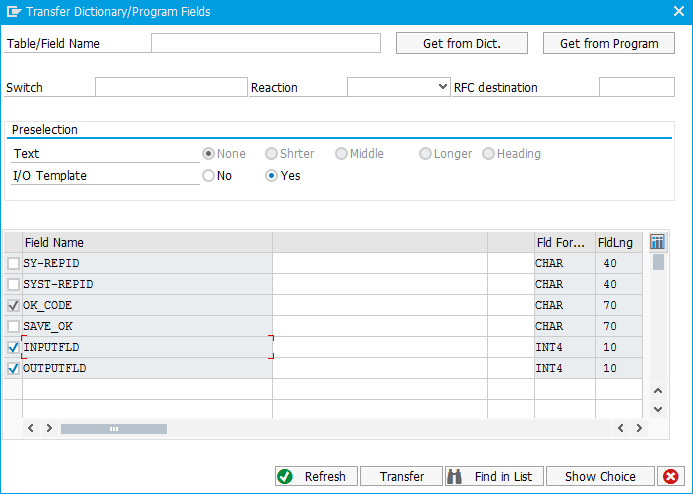 Transfer Dictionary/Program Fields
Table/Field Name Get from Dict. Get from Program
Switch Reaction RFC destination
Preselection
Text None Shrter Middle Longer Heading
I/O Template No Yes
Field Name Fld For... FldLng
SY-REPID CHAR 40
SYST-REPID CHAR 40
OK_CODE CHAR 70
SAVE_OK CHAR 70
INPUTFLD INT4 10
OUTPUTFLD INT4 10
Refresh Transfer Find in List Show Choice